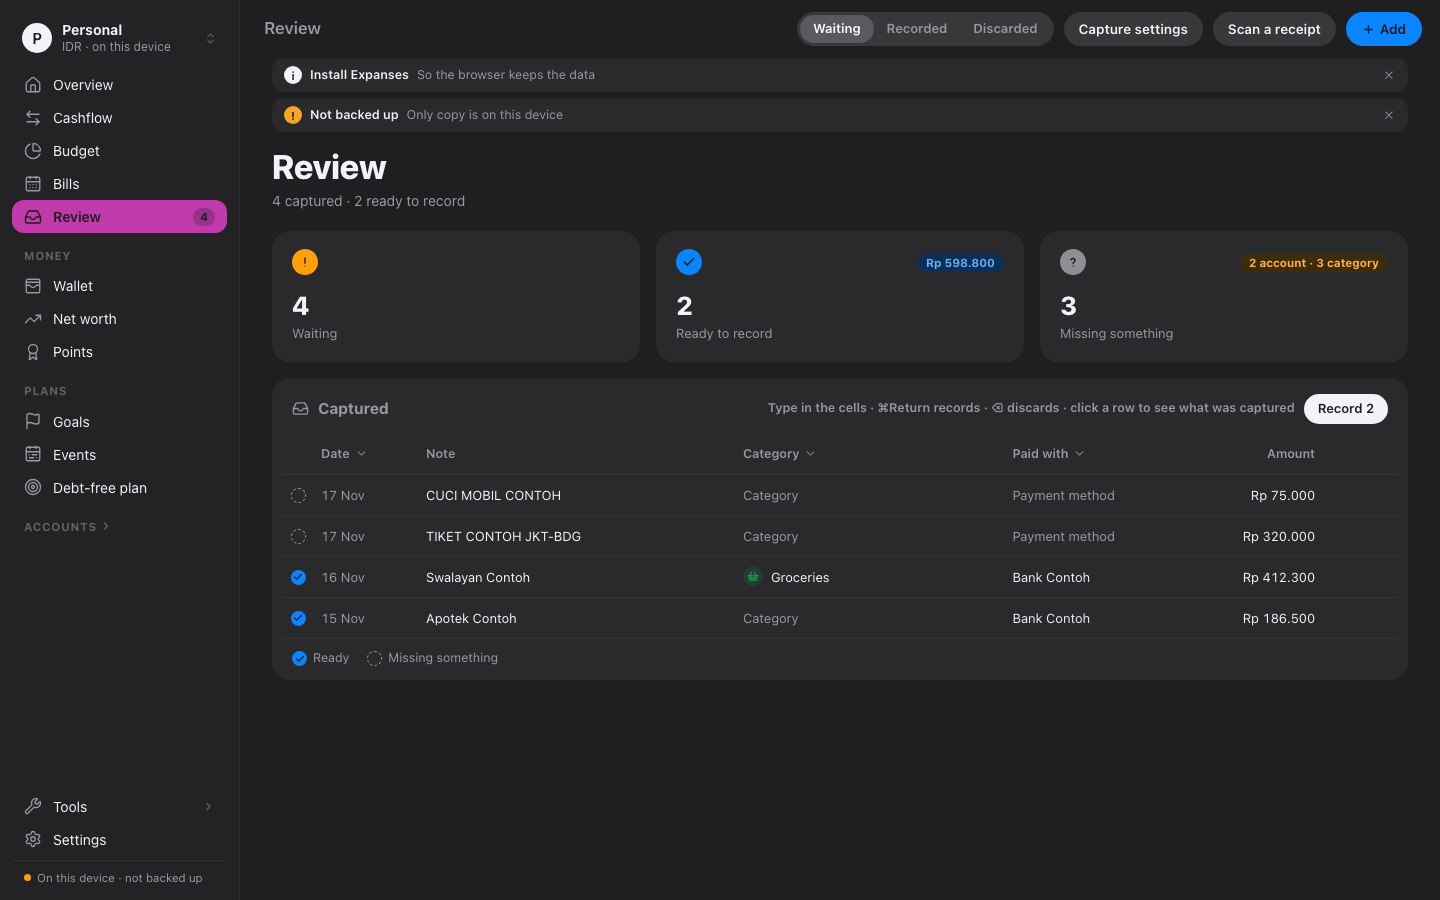 P
Personal
IDR · on this device
Overview
Cashflow
Budget
Bills
Review 4
MONEY
Wallet
Net worth
Points
PLANS
Goals
Events
Debt-free plan
ACCOUNTS
Tools
Settings
On this device · not backed up
Review
Waiting Recorded Discarded
Capture settings
Scan a receipt
+ Add
Install Expanses So the browser keeps the data
Not backed up Only copy is on this device
Review
4 captured · 2 ready to record
4
Waiting
Rp 598.800
2
Ready to record
2 account · 3 category
3
Missing something
Captured
Type in the cells · ⌘Return records · ⌫ discards · click a row to see what was captured
Record 2
Date Note Category Paid with Amount
17 Nov CUCI MOBIL CONTOH Category Payment method Rp 75.000
17 Nov TIKET CONTOH JKT-BDG Category Payment method Rp 320.000
16 Nov Swalayan Contoh Groceries Bank Contoh Rp 412.300
15 Nov Apotek Contoh Category Bank Contoh Rp 186.500
Ready Missing something